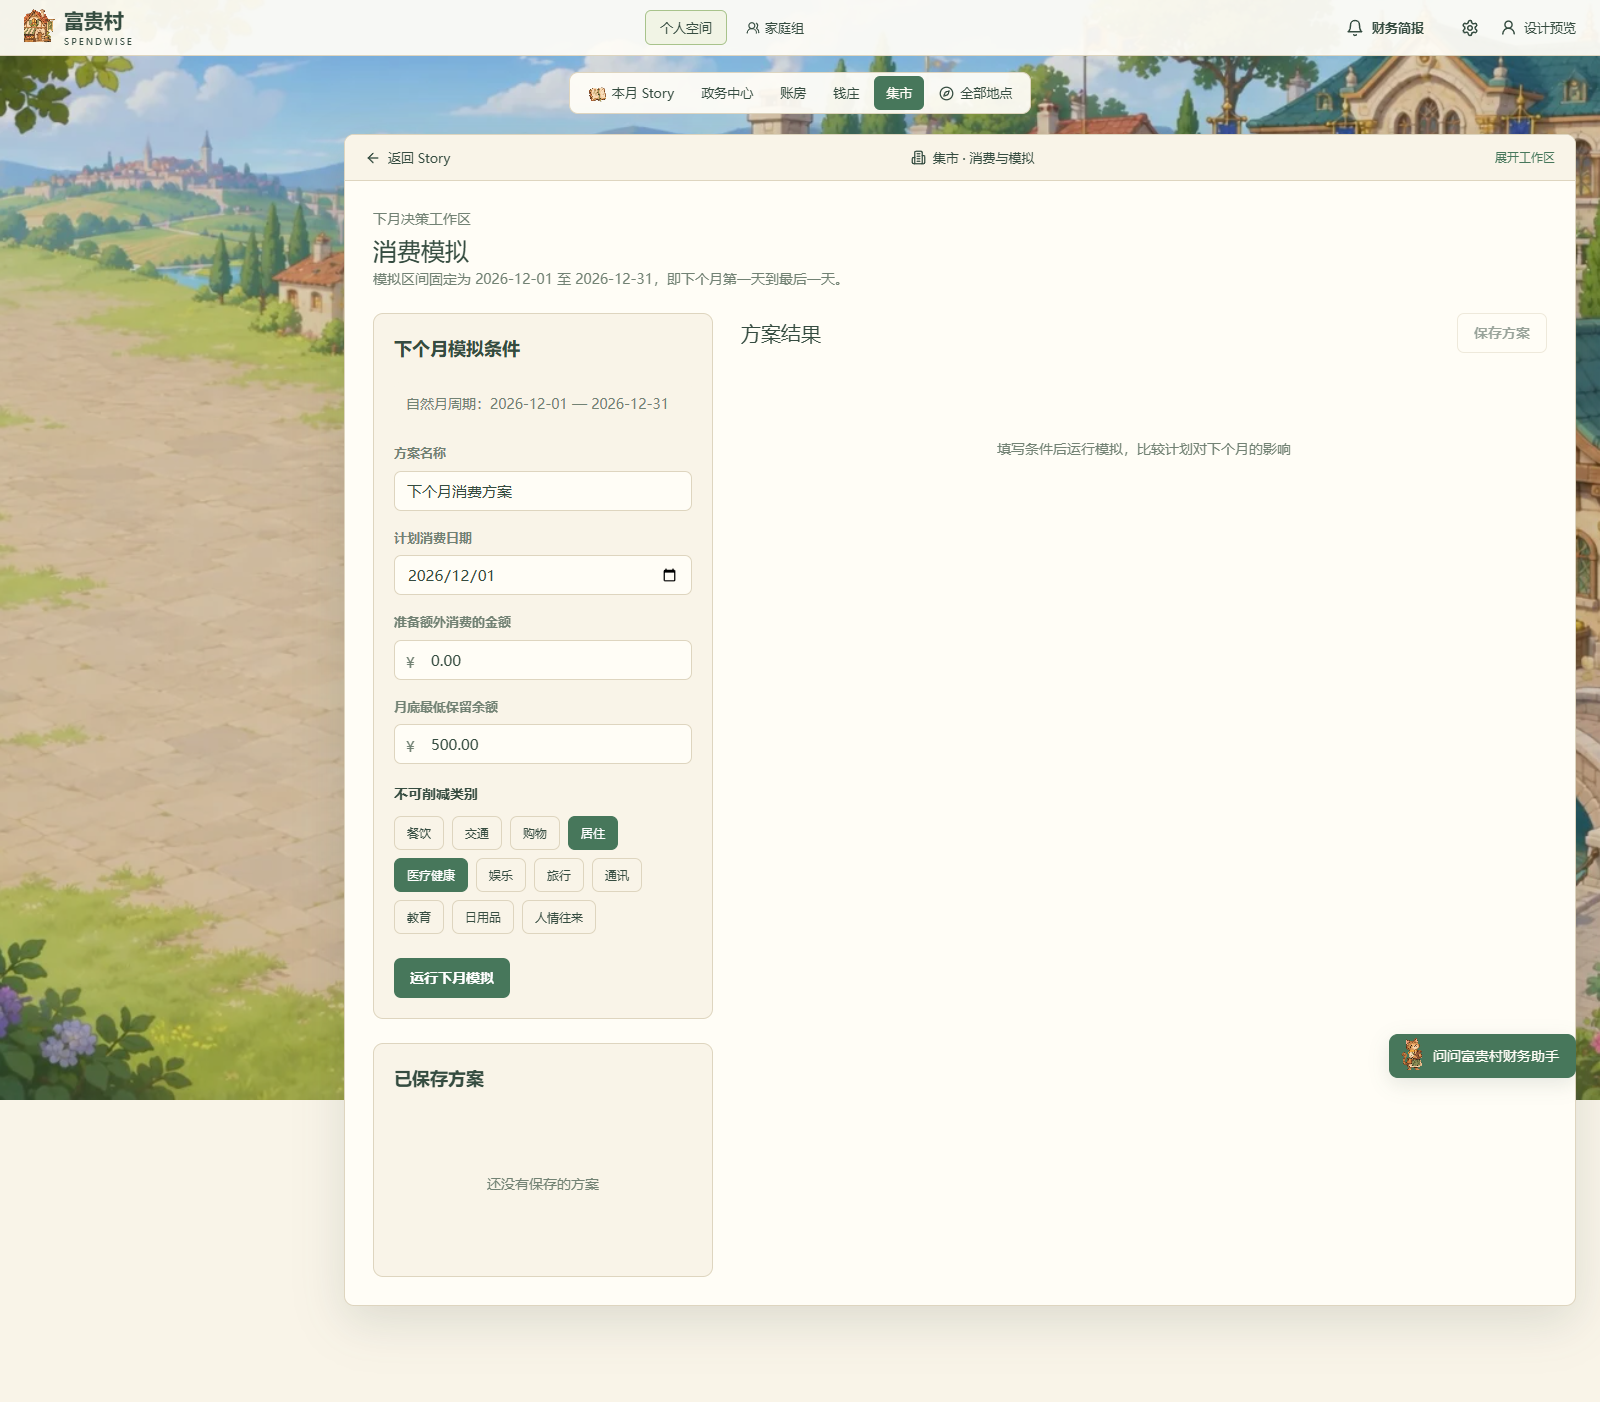 富贵村
SPENDWISE
个人空间
家庭组
财务简报
设计预览
本月 Story
政务中心
账房
钱庄
集市
全部地点
返回 Story
集市 · 消费与模拟
展开工作区
下月决策工作区
消费模拟
模拟区间固定为 2026-12-01 至 2026-12-31，即下个月第一天到最后一天。
下个月模拟条件
自然月周期：2026-12-01 — 2026-12-31
方案名称
下个月消费方案
计划消费日期
2026/12/01
准备额外消费的金额
¥ 0.00
月底最低保留余额
¥ 500.00
不可削减类别
餐饮 交通 购物 居住
医疗健康 娱乐 旅行 通讯
教育 日用品 人情往来
运行下月模拟
方案结果
保存方案
填写条件后运行模拟，比较计划对下个月的影响
已保存方案
还没有保存的方案
问问富贵村财务助手